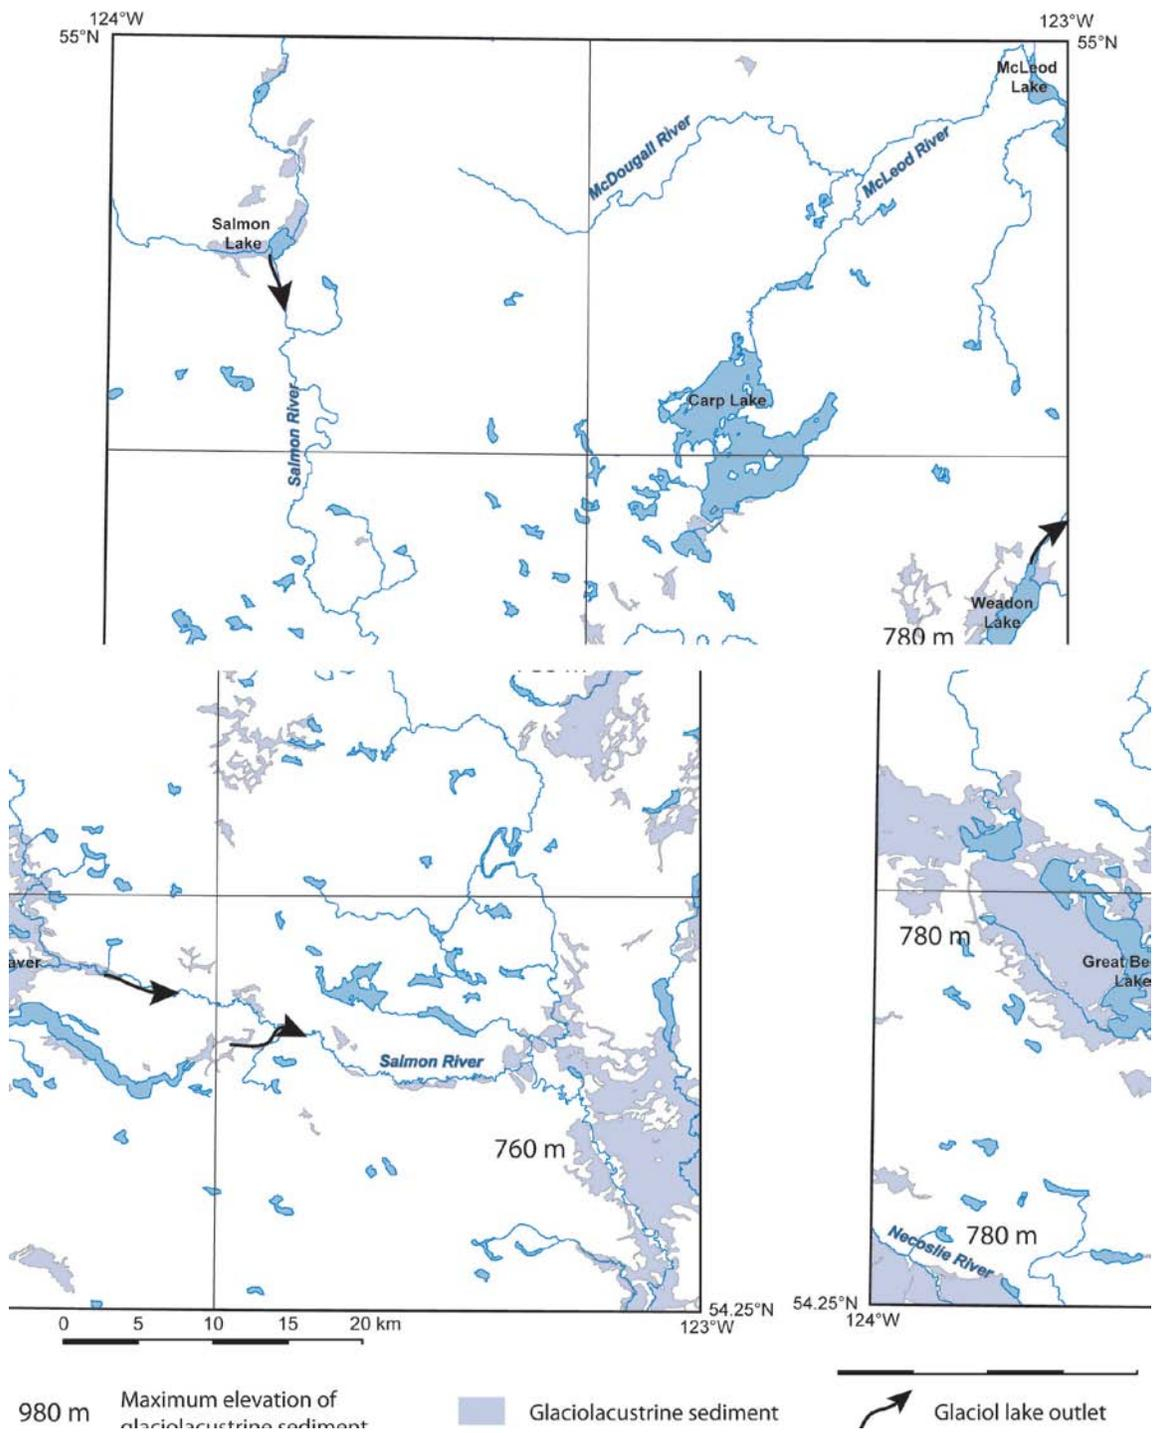 124°W
123°W
55°N
55°N
McLeod
Lake
McDougall River
McLeod River
Salmon
Lake
Carp Lake
Salmon River
Weadon
Lake
780 m
aver
780 m
Great Be
Lake
Salmon River
760 m
Necoslie River
780 m
54.25°N
54.25°N
123°W
124°W
0 5 10 15 20 km
980 m
Maximum elevation of
glaciolacustrine sediment
Glaciolacustrine sediment
Glaciol lake outlet